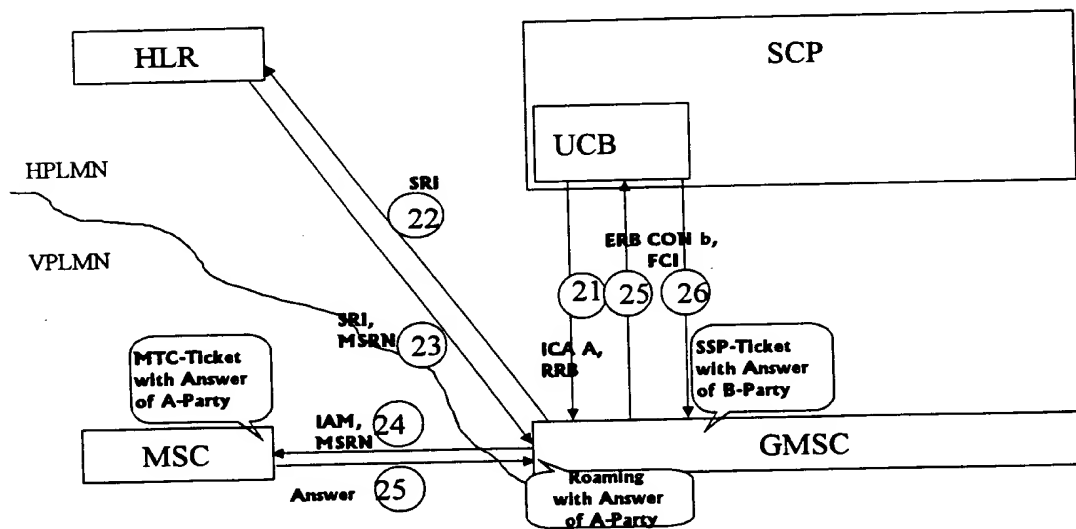 HLR
SCP
UCB
HPLMN
VPLMN
SRI
22
ERB CON b,
FCI
21
25
26
SRI,
MSRN
23
ICA A,
RRB
MTC-Ticket
with Answer
of A-Party
SSP-Ticket
with Answer
of B-Party
IAM,
MSRN
24
MSC
GMSC
Answer
25
Roaming
with Answer
of A-Party